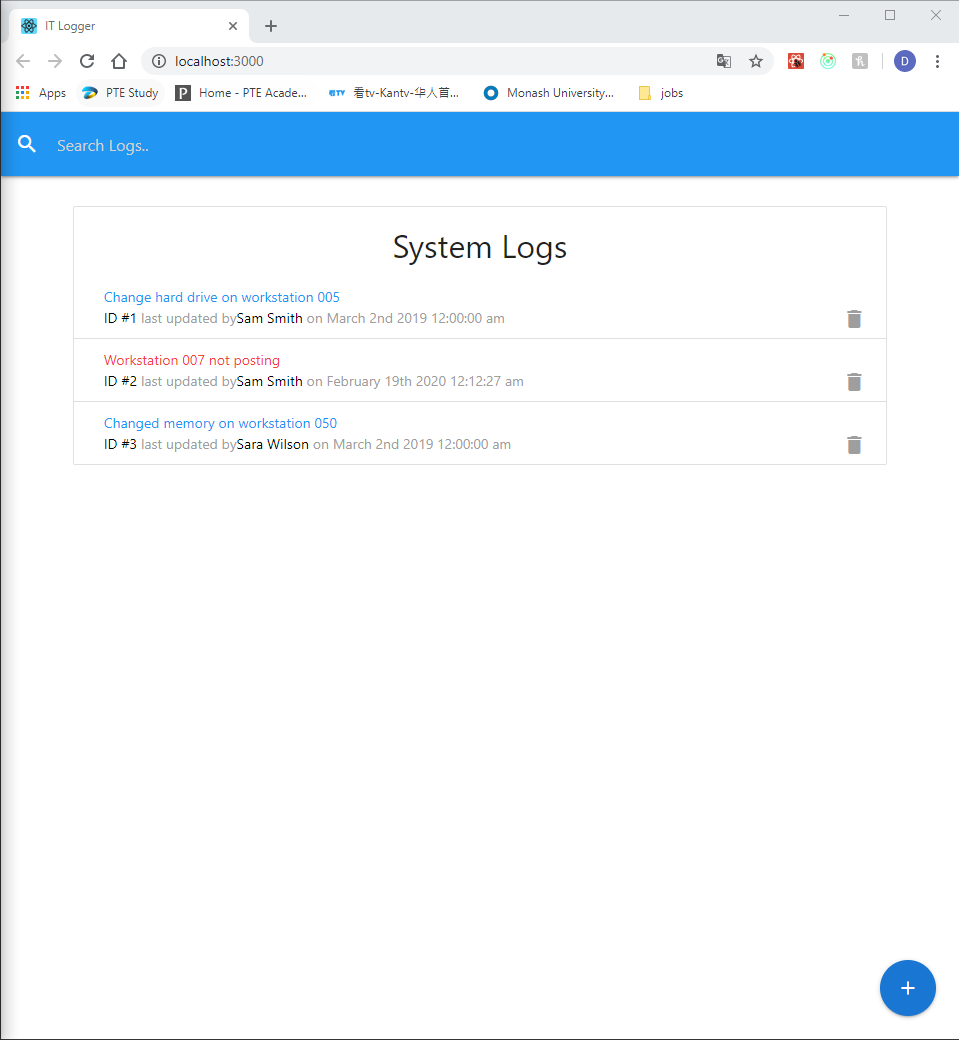 IT Logger
localhost:3000
Apps PTE Study Home - PTE Acade... 看tv-Kantv-华人首... Monash University... jobs
Search Logs..
System Logs
Change hard drive on workstation 005
ID #1 last updated bySam Smith on March 2nd 2019 12:00:00 am
Workstation 007 not posting
ID #2 last updated bySam Smith on February 19th 2020 12:12:27 am
Changed memory on workstation 050
ID #3 last updated bySara Wilson on March 2nd 2019 12:00:00 am